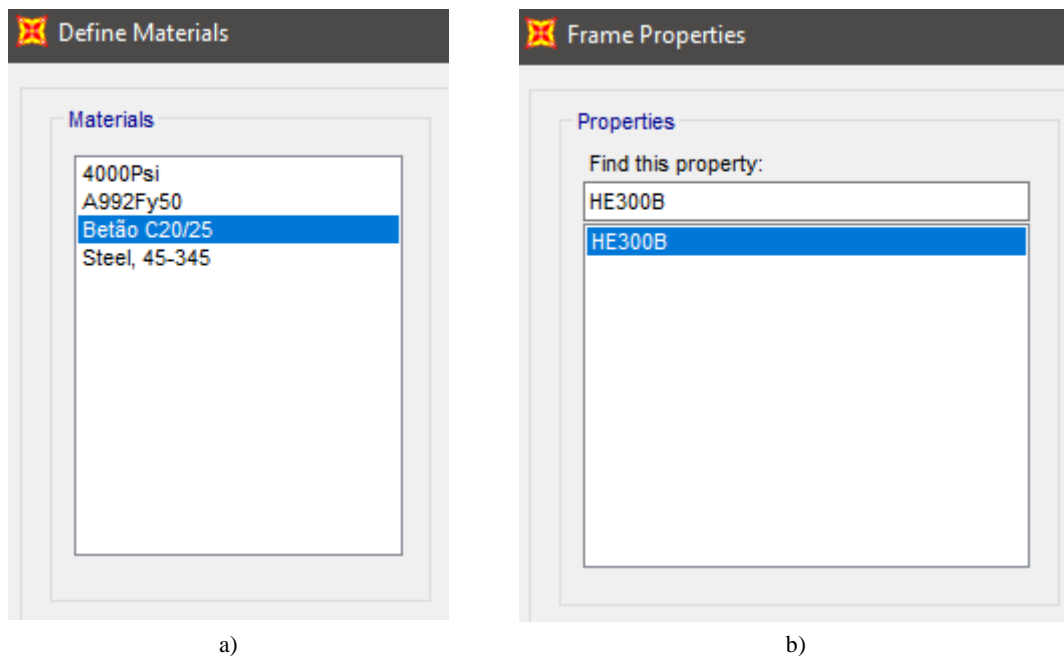 Define Materials
Materials
4000Psi
A992Fy50
Betão C20/25
Steel, 45-345
a)
Frame Properties
Properties
Find this property:
HE300B
HE300B
b)